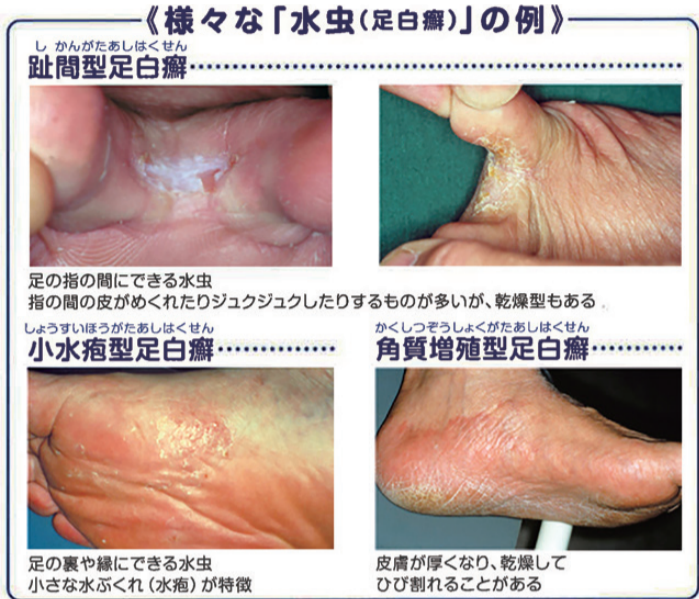 《様々な「水虫(足白癬)」の例》
し かんがたあしはくせん
趾間型足白癬
足の指の間にできる水虫
指の間の皮がめくれたりジュクジュクしたりするものが多いが、乾燥型もある
しょうすいほうがたあしはくせん
小水疱型足白癬
足の裏や縁にできる水虫
小さな水ぶくれ(水疱)が特徴
かくしつぞうしょくがたあしはくせん
角質増殖型足白癬
皮膚が厚くなり、乾燥して
ひび割れることがある